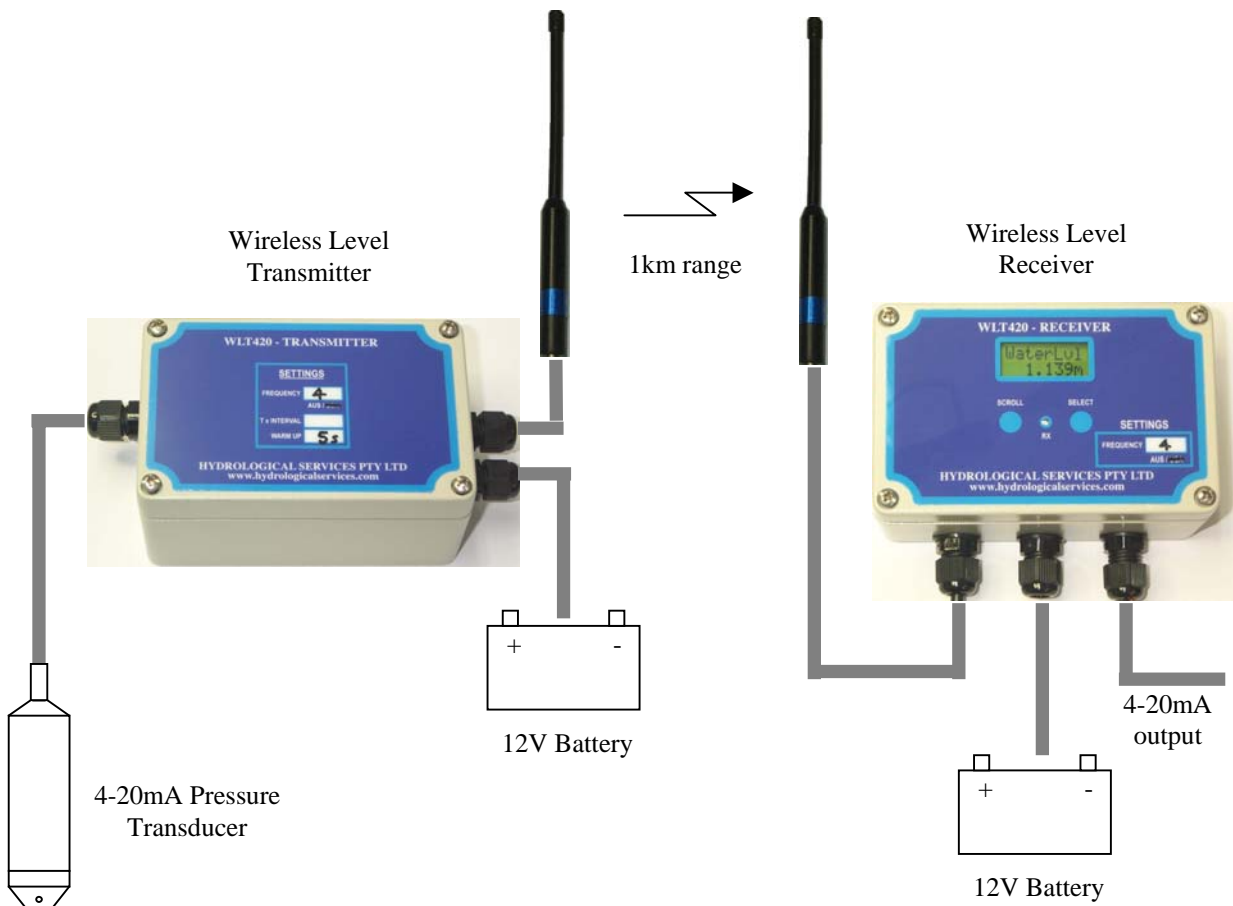 Wireless Level
Transmitter
1km range
Wireless Level
Receiver
WLT420 - TRANSMITTER
SETTINGS
FREQUENCY 4
AUS /
T x INTERVAL
WARM UP 5s
HYDROLOGICAL SERVICES PTY LTD
www.hydrologicalservices.com
WLT420 - RECEIVER
WaterLvl
1.139m
SCROLL
SELECT
RX
SETTINGS
FREQUENCY 4
AUS /
HYDROLOGICAL SERVICES PTY LTD
www.hydrologicalservices.com
+ -
12V Battery
4-20mA Pressure
Transducer
4-20mA
output
+ -
12V Battery